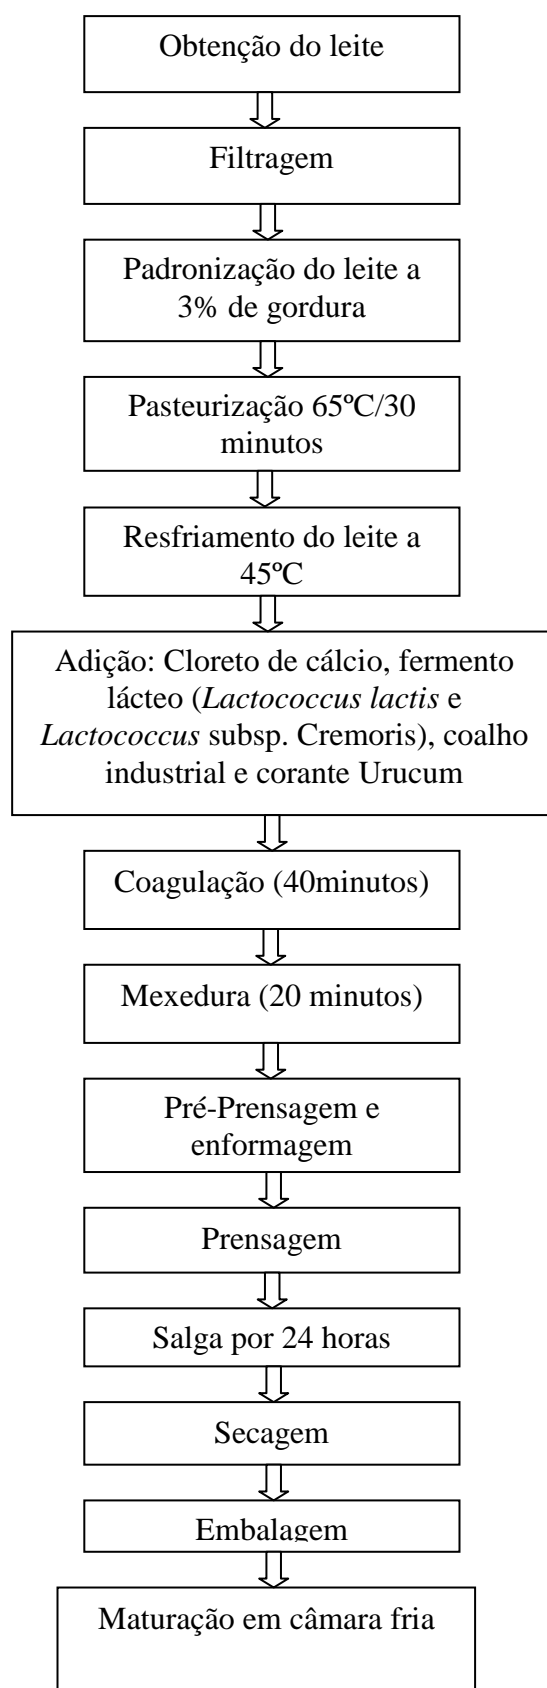 Obtenção do leite
Filtragem
Padronização do leite a
3% de gordura
Pasteurização 65ºC/30
minutos
Resfriamento do leite a
45ºC
Adição: Cloreto de cálcio, fermento
lácteo (Lactococcus lactis e
Lactococcus subsp. Cremoris), coalho
industrial e corante Urucum
Coagulação (40minutos)
Mexedura (20 minutos)
Pré-Prensagem e
enformagem
Prensagem
Salga por 24 horas
Secagem
Embalagem
Maturação em câmara fria